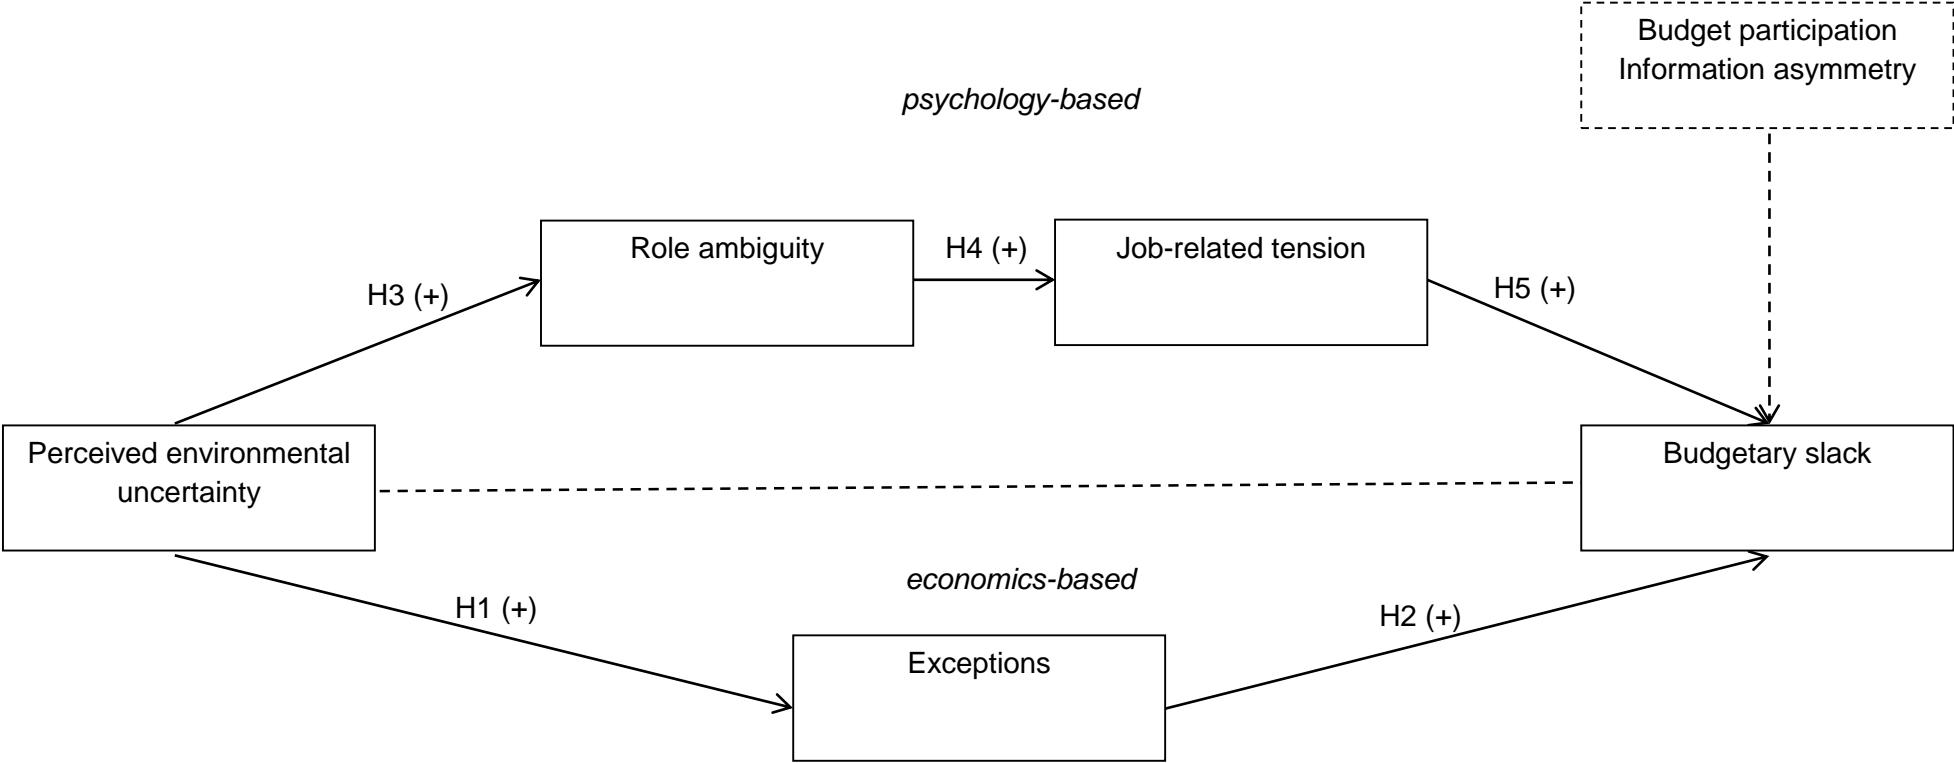 Budget participation
Information asymmetry
psychology-based
Role ambiguity
H4 (+)
Job-related tension
H3 (+)
H5 (+)
Perceived environmental
uncertainty
Budgetary slack
economics-based
H1 (+)
H2 (+)
Exceptions